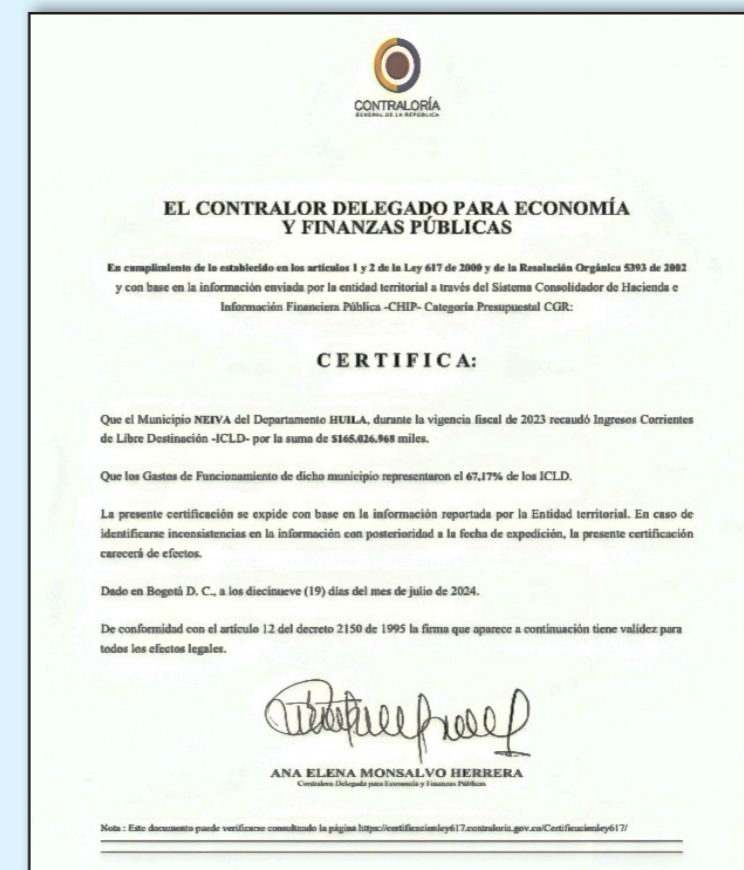 CONTRALORÍA
GENERAL DE LA REPÚBLICA
EL CONTRALOR DELEGADO PARA ECONOMÍA
Y FINANZAS PÚBLICAS
En cumplimiento de lo establecido en los artículos 1 y 2 de la Ley 617 de 2000 y de la Resolución Orgánica 5393 de 2002
y con base en la información enviada por la entidad territorial a través del Sistema Consolidador de Hacienda e
Información Financiera Pública -CHIP- Categoría Presupuestal CGR:
CERTIFICA:
Que el Municipio NEIVA del Departamento HUILA, durante la vigencia fiscal de 2023 recaudó Ingresos Corrientes
de Libre Destinación -ICLD- por la suma de $165.026.968 miles.
Que los Gastos de Funcionamiento de dicho municipio representaron el 67,17% de los ICLD.
La presente certificación se expide con base en la información reportada por la Entidad territorial. En caso de
identificarse inconsistencias en la información con posterioridad a la fecha de expedición, la presente certificación
carecerá de efectos.
Dado en Bogotá D. C., a los diecinueve (19) días del mes de julio de 2024.
De conformidad con el artículo 12 del decreto 2150 de 1995 la firma que aparece a continuación tiene validez para
todos los efectos legales.
ANA ELENA MONSALVO HERRERA
Contralora Delegada para Economía y Finanzas Públicas
Nota : Este documento puede verificarse consultando la página https://certificacionley617.contraloria.gov.co/Certificacionley617/